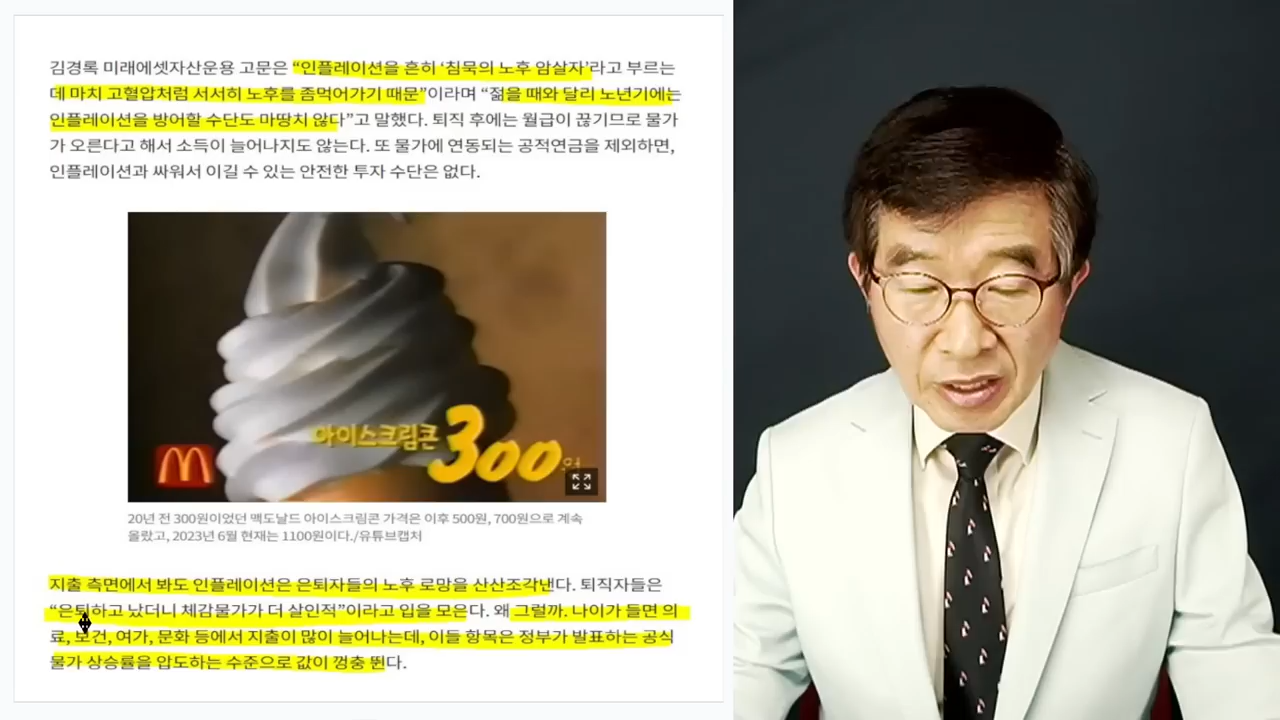 김경록 미래에셋자산운용 고문은 “인플레이션을 흔히 ‘침묵의 노후 암살자’라고 부르는
데 마치 고혈압처럼 서서히 노후를 좀먹어가기 때문”이라며 “젊을 때와 달리 노년기에는
인플레이션을 방어할 수단도 마땅치 않다”고 말했다. 퇴직 후에는 월급이 끊기므로 물가
가 오른다고 해서 소득이 늘어나지도 않는다. 또 물가에 연동되는 공적연금을 제외하면,
인플레이션과 싸워서 이길 수 있는 안전한 투자 수단은 없다.
아이스크림콘 300원
20년 전 300원이었던 맥도날드 아이스크림콘 가격은 이후 500원, 700원으로 계속
올랐고, 2023년 6월 현재는 1100원이다./유튜브캡처
지출 측면에서 봐도 인플레이션은 은퇴자들의 노후 로망을 산산조각낸다. 퇴직자들은
“은퇴하고 났더니 체감물가가 더 살인적”이라고 입을 모은다. 왜 그럴까. 나이가 들면 의
료, 보건, 여가, 문화 등에서 지출이 많이 늘어나는데, 이들 항목은 정부가 발표하는 공식
물가 상승률을 압도하는 수준으로 값이 껑충 뛴다.